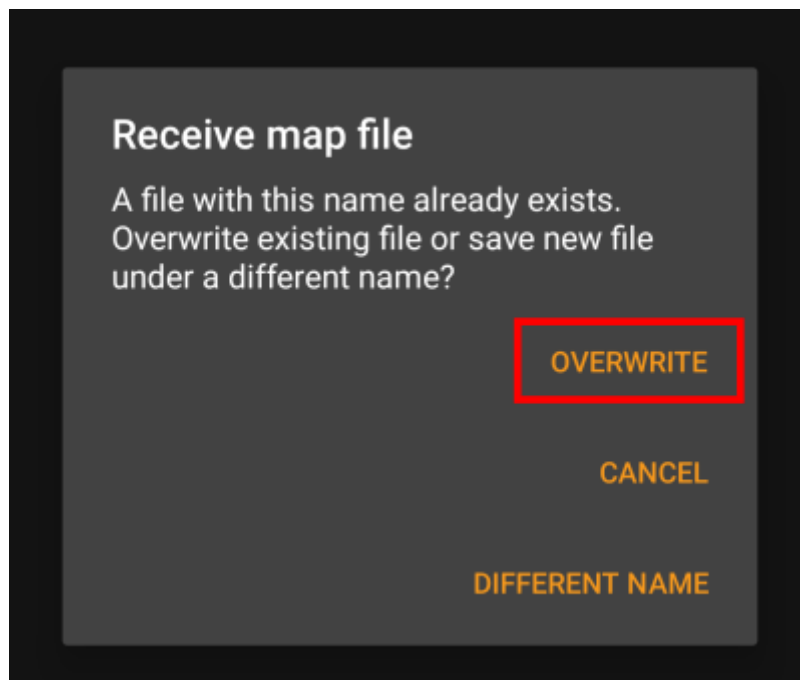 Receive map file
A file with this name already exists.
Overwrite existing file or save new file
under a different name?
OVERWRITE
CANCEL
DIFFERENT NAME